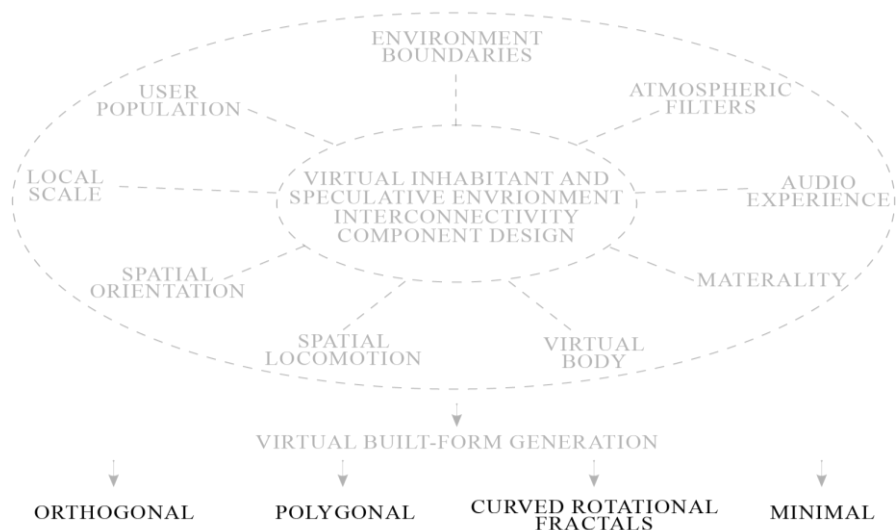 ENVIRONMENT
BOUNDARIES
USER
POPULATION
ATMOSPHERIC
FILTERS
LOCAL
SCALE
VIRTUAL INHABITANT AND
SPECULATIVE ENVRIONMENT
INTERCONNECTIVITY
COMPONENT DESIGN
AUDIO
EXPERIENCE
SPATIAL
ORIENTATION
MATERALITY
SPATIAL
LOCOMOTION
VIRTUAL
BODY
VIRTUAL BUILT-FORM GENERATION
ORTHOGONAL
POLYGONAL
CURVED ROTATIONAL
FRACTALS
MINIMAL